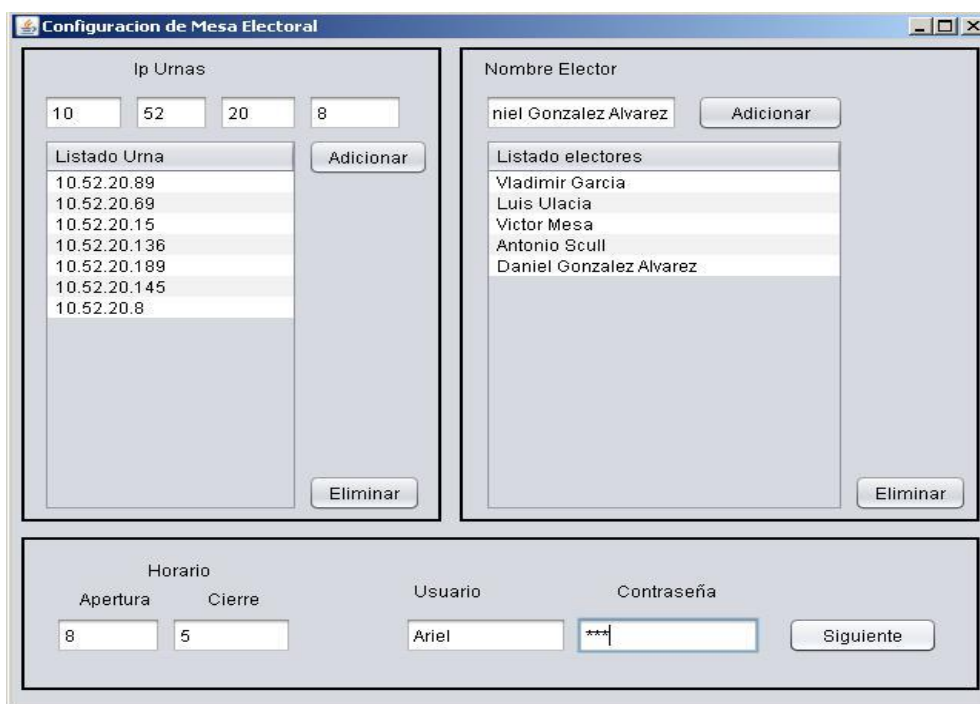 Configuracion de Mesa Electoral
Ip Urnas
10 52 20 8
Listado Urna
Adicionar
10.52.20.89
10.52.20.69
10.52.20.15
10.52.20.136
10.52.20.189
10.52.20.145
10.52.20.8
Eliminar
Nombre Elector
niel Gonzalez Alvarez
Adicionar
Listado electores
Vladimir Garcia
Luis Ulacia
Victor Mesa
Antonio Scull
Daniel Gonzalez Alvarez
Eliminar
Horario
Apertura Cierre
8 5
Usuario Contraseña
Ariel ***
Siguiente